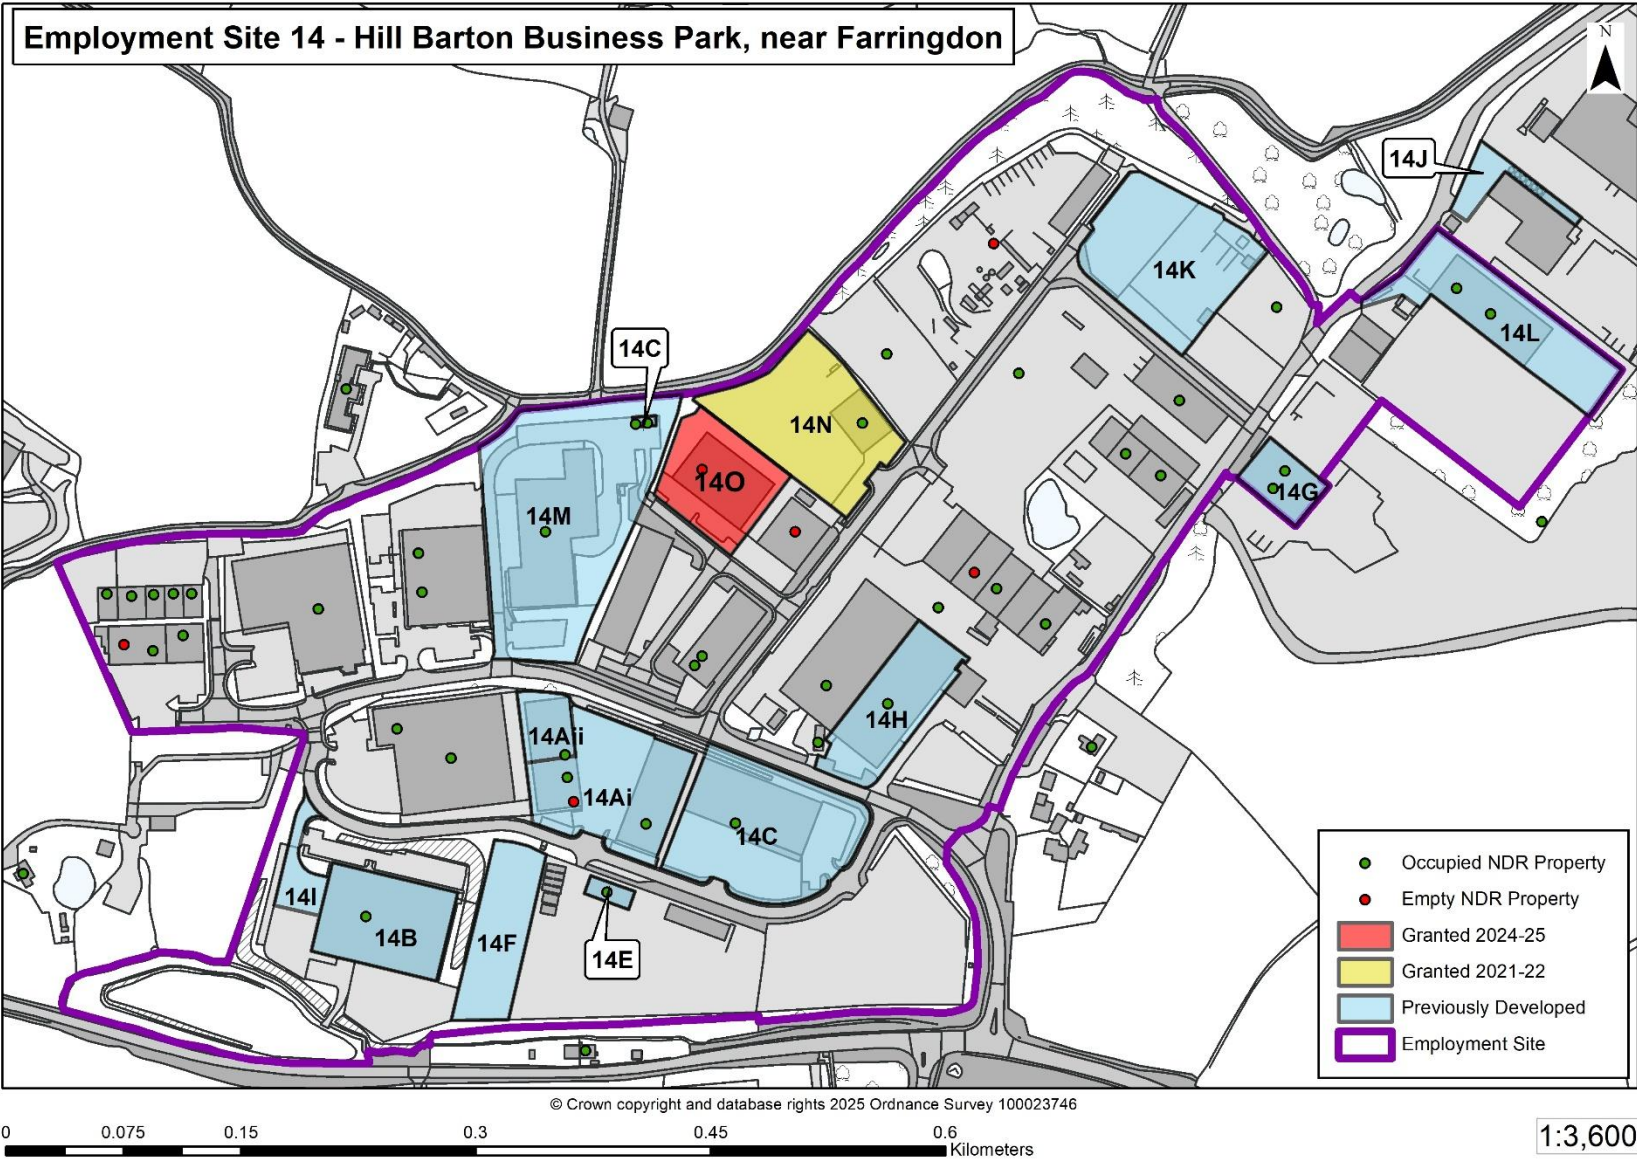 Employment Site 14 - Hill Barton Business Park, near Farringdon
N
14J
14K
14L
14C
14N
14O
14G
14M
14H
14Aii
14Ai
14C
14I
14B
14F
14E
Occupied NDR Property
Empty NDR Property
Granted 2024-25
Granted 2021-22
Previously Developed
Employment Site
© Crown copyright and database rights 2025 Ordnance Survey 100023746
0 0.075 0.15 0.3 0.45 0.6
Kilometers
1:3,600